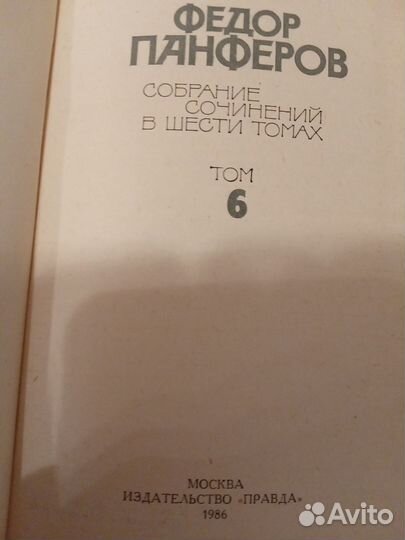 ФЕДОР
ПАНФЕРОВ
СОБРАНИЕ
СОЧИНЕНИЙ
В ШЕСТИ ТОМАХ
ТОМ
6
МОСКВА
ИЗДАТЕЛЬСТВО «ПРАВДА»
1986
Avito